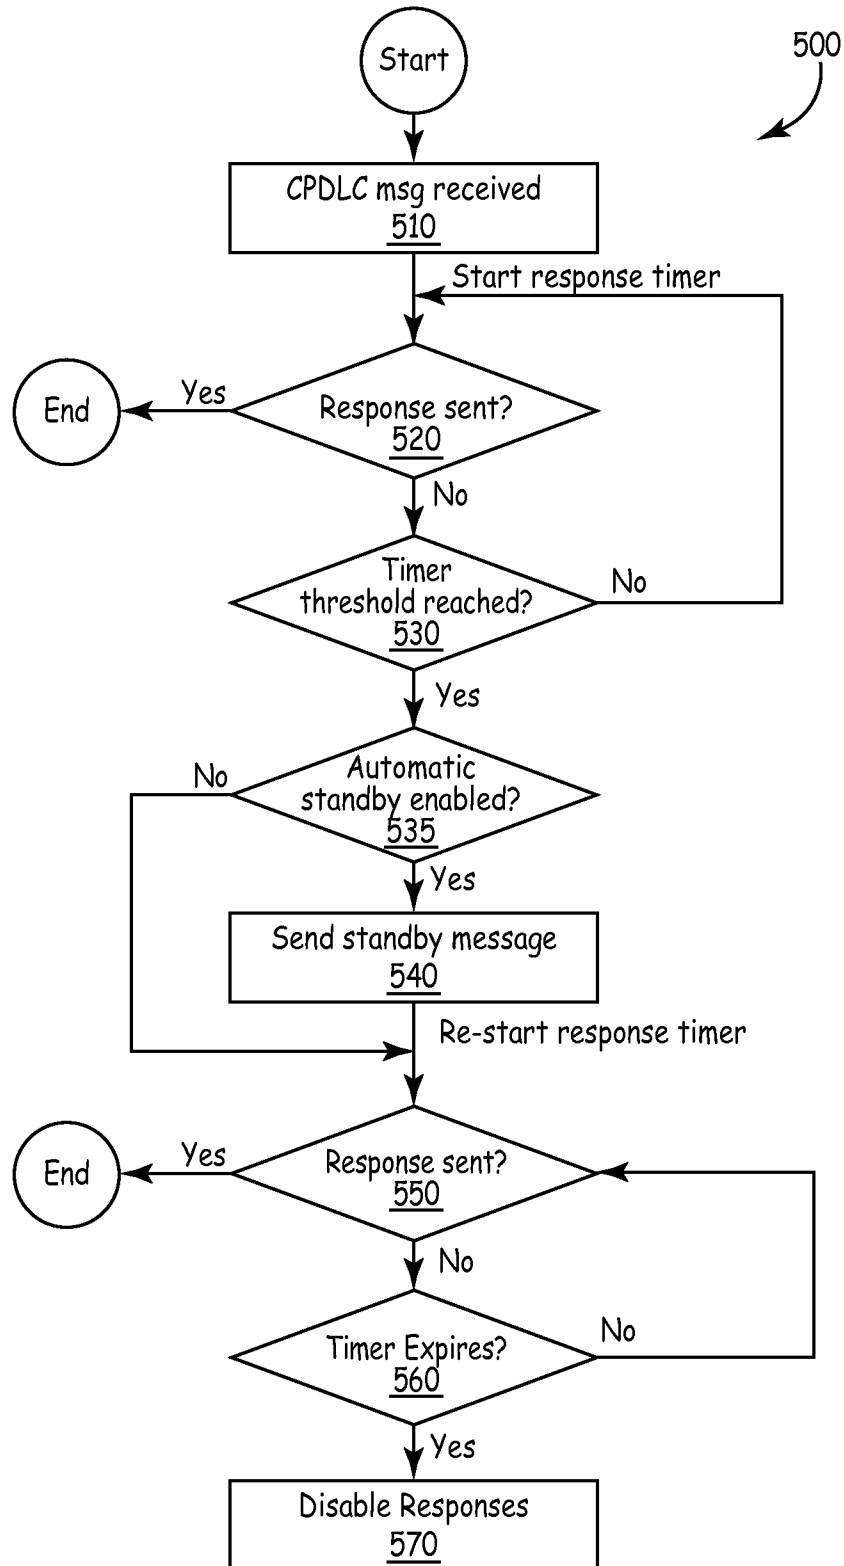 Start
500
CPDLC msg received
510
Start response timer
End
Yes
Response sent?
520
No
Timer
threshold reached?
530
No
Yes
No
Automatic
standby enabled?
535
Yes
Send standby message
540
Re-start response timer
End
Yes
Response sent?
550
No
Timer Expires?
560
No
Yes
Disable Responses
570